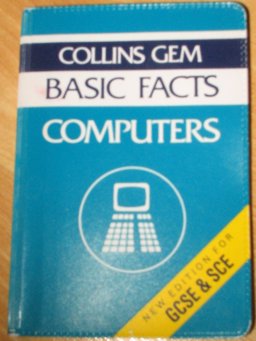 COLLINS GEM
BASIC FACTS
COMPUTERS
NEW EDITION FOR
GCSE & SCE